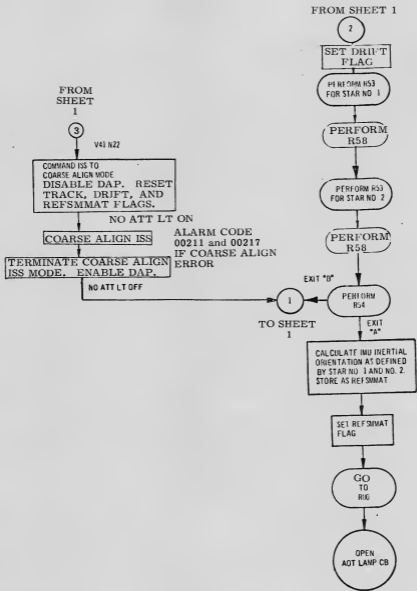 FROM SHEET 1
2
SET DRIFT
FLAG
PERFORM R53
FOR STAR NO 1
PERFORM
R58
PERFORM R53
FOR STAR NO 2
PERFORM
R58
EXIT "B"
PERFORM
R54
EXIT
"A"
CALCULATE IMU INERTIAL
ORIENTATION AS DEFINED
BY STAR NO 1 AND NO. 2.
STORE AS REFSMMAT
SET REFSMMAT
FLAG
GO
TO
R00
OPEN
AOT LAMP CB
FROM
SHEET
1
3
V41 N22
COMMAND ISS TO
COARSE ALIGN MODE
DISABLE DAP. RESET
TRACK, DRIFT, AND
REFSMMAT FLAGS.
NO ATT LT ON
COARSE ALIGN ISS
ALARM CODE
00211 and 00217
IF COARSE ALIGN
ERROR
TERMINATE COARSE ALIGN
ISS MODE. ENABLE DAP.
NO ATT LT OFF
1
TO SHEET
1